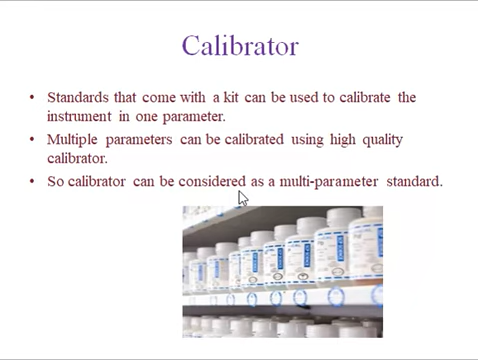 Calibrator
• Standards that come with a kit can be used to calibrate the
instrument in one parameter.
• Multiple parameters can be calibrated using high quality
calibrator.
• So calibrator can be considered as a multi-parameter standard.